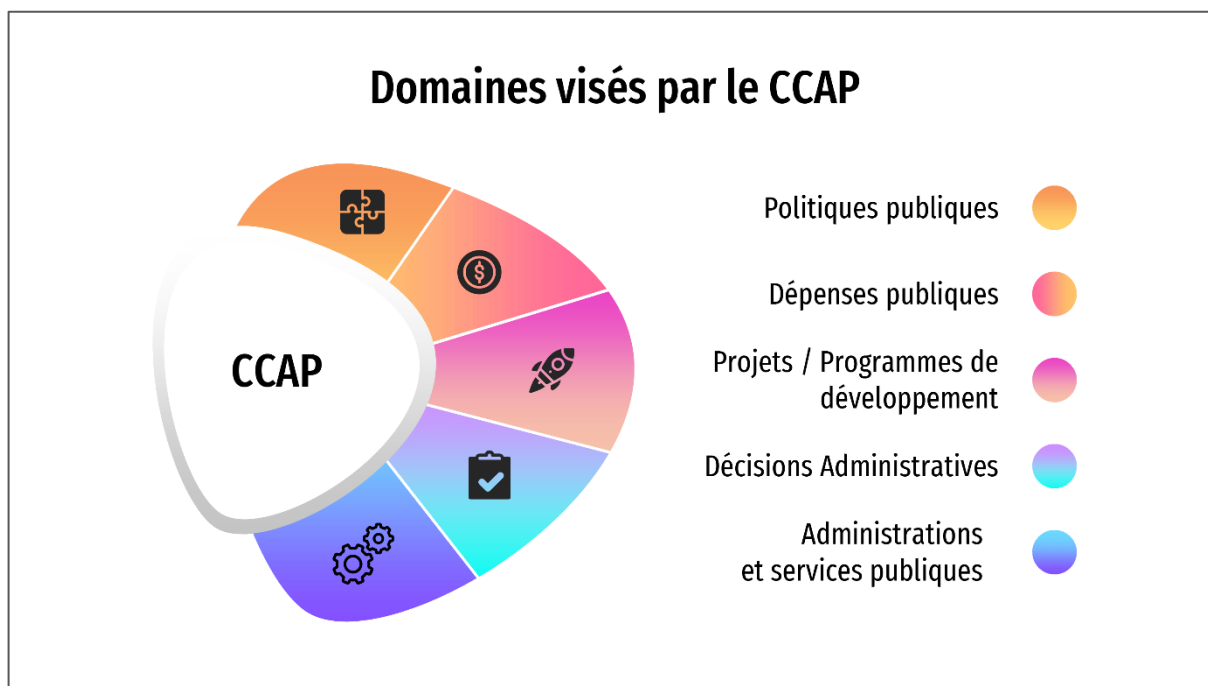 Domaines visés par le CCAP
CCAP
Politiques publiques
Dépenses publiques
Projets / Programmes de
développement
Décisions Administratives
Administrations
et services publiques